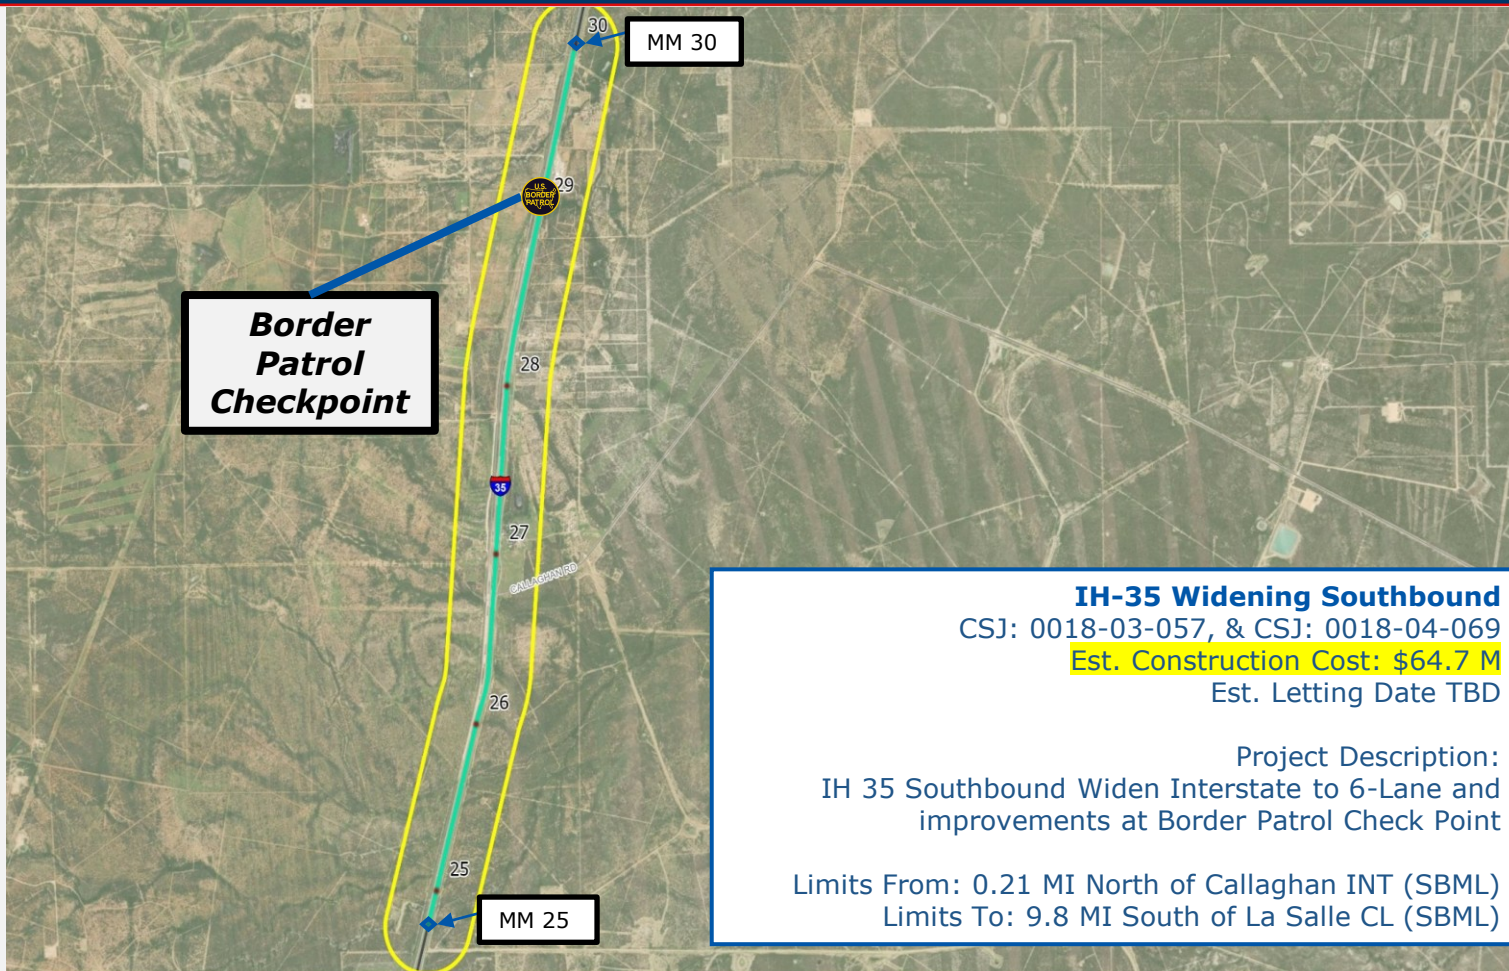 30
MM 30
U.S.
BORDER
PATROL
29
Border
Patrol
Checkpoint
28
35
27
CALLAGHAN RD
IH-35 Widening Southbound
CSJ: 0018-03-057, & CSJ: 0018-04-069
Est. Construction Cost: $64.7 M
Est. Letting Date TBD
26
Project Description:
IH 35 Southbound Widen Interstate to 6-Lane and
improvements at Border Patrol Check Point
25
Limits From: 0.21 MI North of Callaghan INT (SBML)
Limits To: 9.8 MI South of La Salle CL (SBML)
MM 25